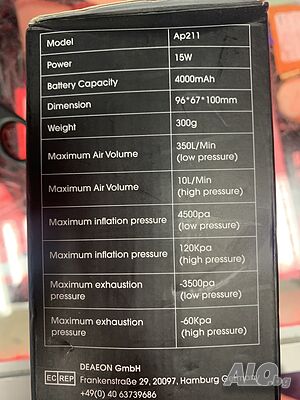 Model Ap211
Power 15W
Battery Capacity 4000mAh
Dimension 96*67*100mm
Weight 300g
Maximum Air Volume 350L/Min
(low pressure)
Maximum Air Volume 10L/Min
(high pressure)
Maximum inflation pressure 4500pa
(low pressure)
Maximum inflation pressure 120Kpa
(high pressure)
Maximum exhaustion
pressure
-3500pa
(low pressure)
Maximum exhaustion
pressure
-60Kpa
(high pressure)
DEAEON GmbH
EC REP
Frankenstraße 29, 20097, Hamburg Germany
+49(0) 40 63739686
ALO.bg